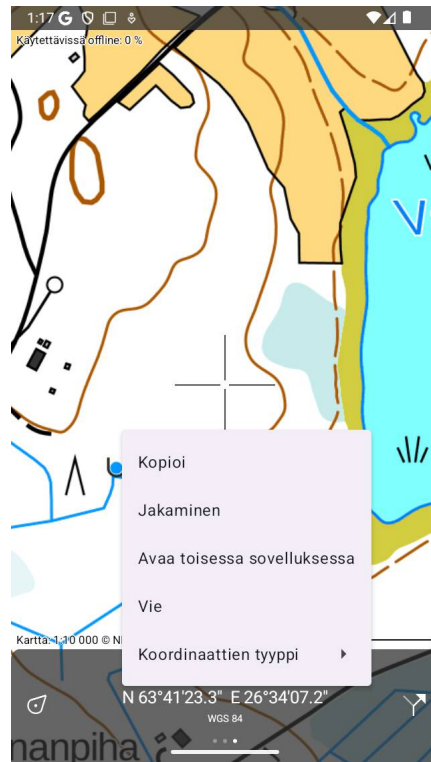 1:17
Käytettävissä offline: 0 %
V
Kopioi
Jakaminen
Avaa toisessa sovelluksessa
Vie
Koordinaattien tyyppi
Kartta: 1:10 000 ©
N 63°41'23.3" E 26°34'07.2"
WGS 84
nanpiha